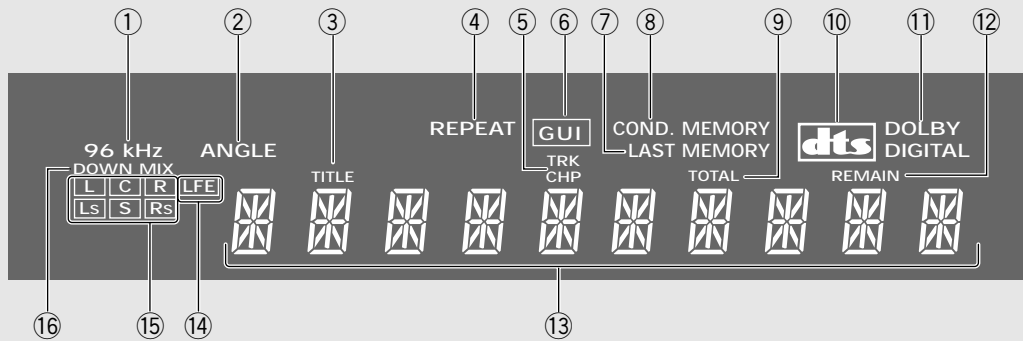 ① ② ③ ④ ⑤ ⑥ ⑦ ⑧ ⑨ ⑩ ⑪ ⑫
REPEAT GUI COND. MEMORY dts DOLBY
96 kHz ANGLE LAST MEMORY DIGITAL
DOWN MIX TITLE TRK TOTAL REMAIN
CHP
L C R LFE
LS S RS
⑯ ⑮ ⑭ ⑬